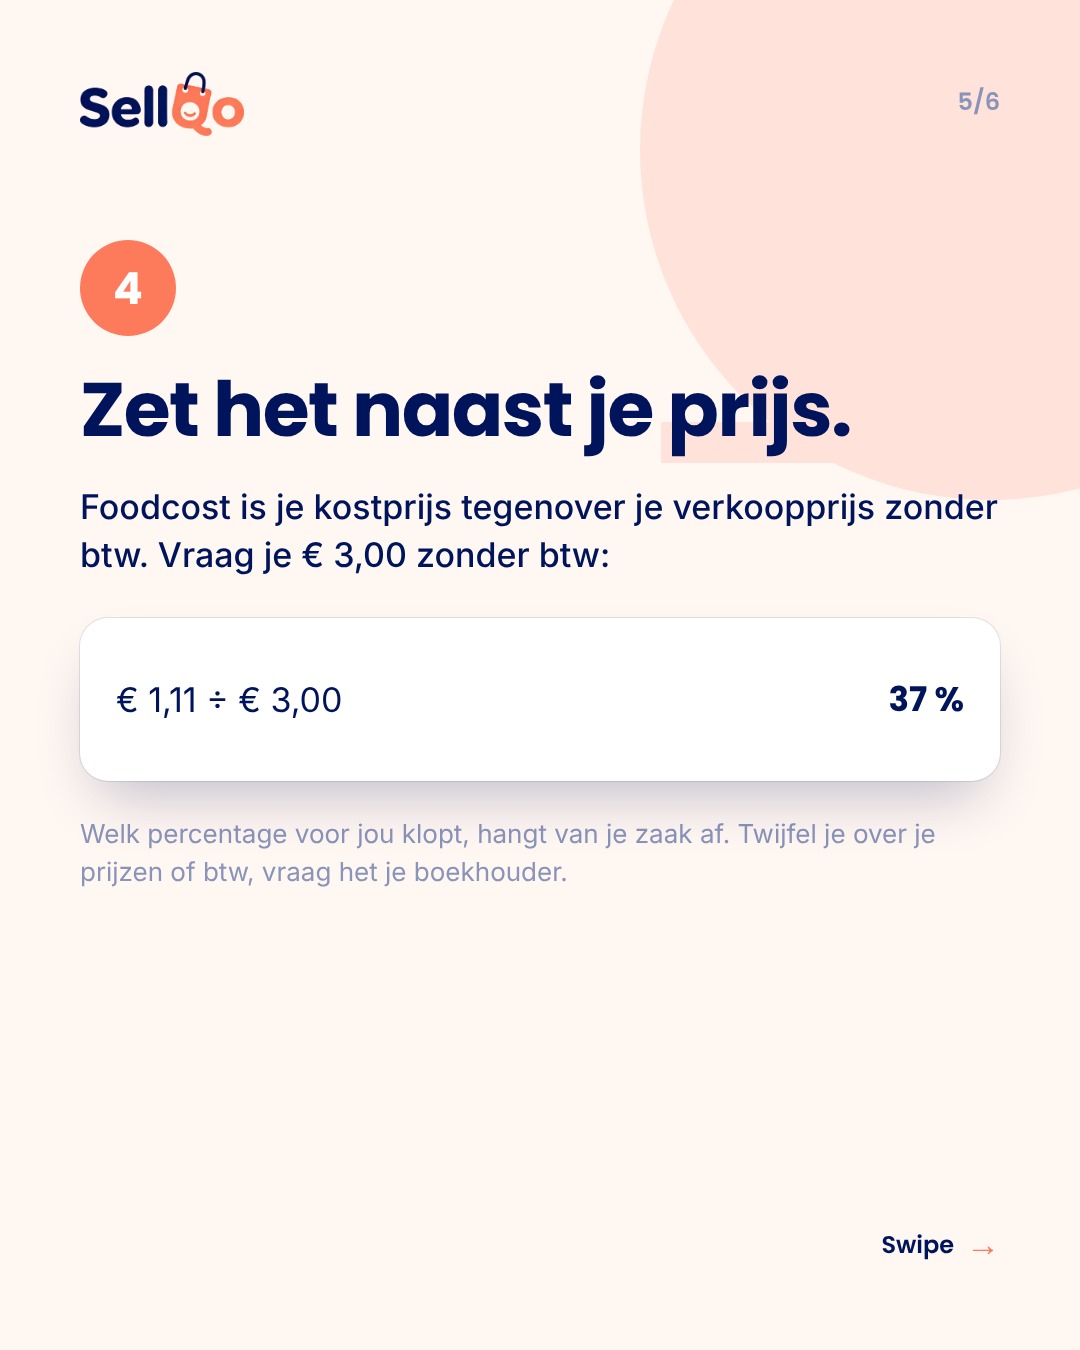 SellQo
5/6
4
Zet het naast je prijs.
Foodcost is je kostprijs tegenover je verkoopprijs zonder
btw. Vraag je € 3,00 zonder btw:
€ 1,11 ÷ € 3,00 37 %
Welk percentage voor jou klopt, hangt van je zaak af. Twijfel je over je
prijzen of btw, vraag het je boekhouder.
Swipe →